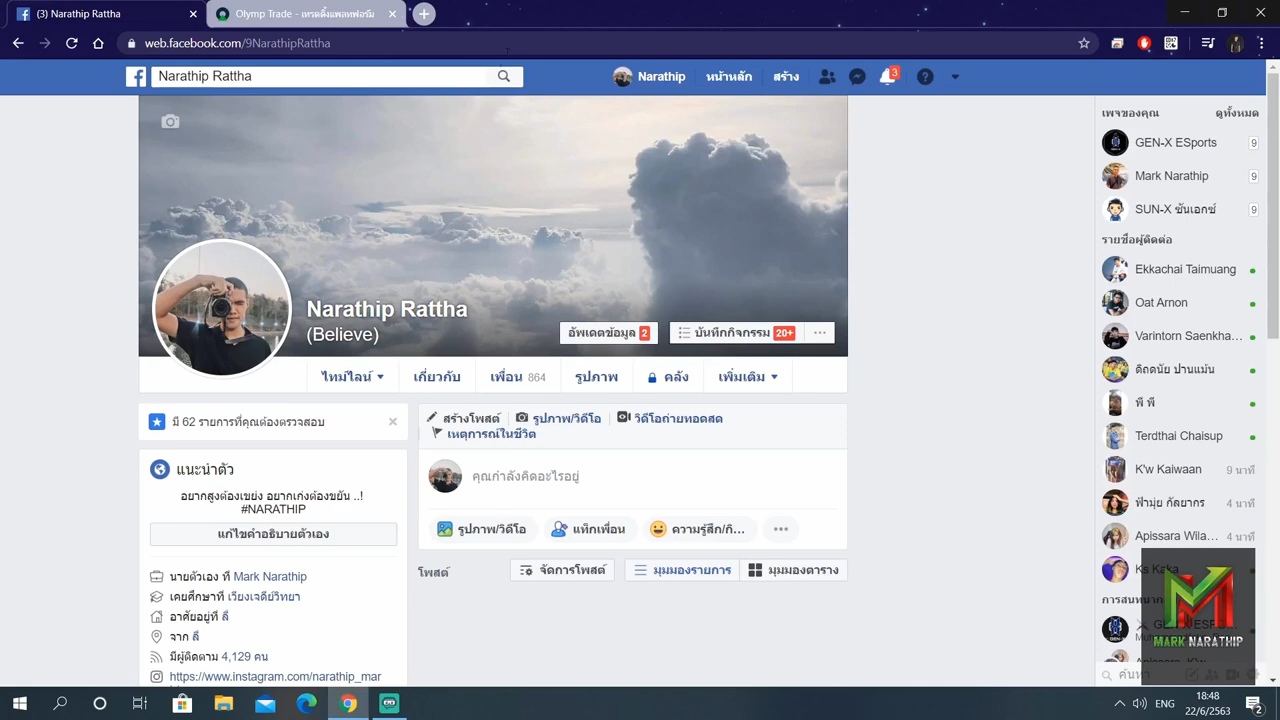 (3) Narathip Rattha
Olymp Trade - เทรดดิ้งแพลทฟอร์ม
web.facebook.com/9NarathipRattha
Narathip Rattha
Narathip
หน้าหลัก
สร้าง
3
Narathip Rattha
(Believe)
อัพเดตข้อมูล 2
บันทึกกิจกรรม 20+
ไทม์ไลน์
เกี่ยวกับ
เพื่อน 864
รูปภาพ
คลัง
เพิ่มเติม
มี 62 รายการที่คุณต้องตรวจสอบ
แนะนำตัว
อยากสูงต้องเขย่ง อยากเก่งต้องขยัน ..!
#NARATHIP
แก้ไขคำอธิบายตัวเอง
นายตัวเอง ที่ Mark Narathip
เคยศึกษาที่ เวียงเจดีย์วิทยา
อาศัยอยู่ที่ ลี้
จาก ลี้
มีผู้ติดตาม 4,129 คน
https://www.instagram.com/narathip_mar
สร้างโพสต์
รูปภาพ/วิดีโอ
วิดีโอถ่ายทอดสด
เหตุการณ์ในชีวิต
คุณกำลังคิดอะไรอยู่
รูปภาพ/วิดีโอ
แท็กเพื่อน
ความรู้สึก/กิ...
โพสต์
จัดการโพสต์
มุมมองรายการ
มุมมองตาราง
เพจของคุณ
ดูทั้งหมด
GEN-X ESports 9
Mark Narathip 9
SUN-X ซันเอกซ์ 9
รายชื่อผู้ติดต่อ
Ekkachai Taimuang
Oat Arnon
Varintorn Saenkha...
ดิถดนัย ปานแม้น
พี พี
Terdthai Chaisup
K'w Kaiwaan 9 นาที
ฟ้ามุ่ย กัลยากร 4 นาที
Apissara Wila... 4 นาที
Ks Kaka
การสนทนา
GEN-X ESP
ค้นหา
MARK NARATHIP
ENG
18:48
22/6/2563
2